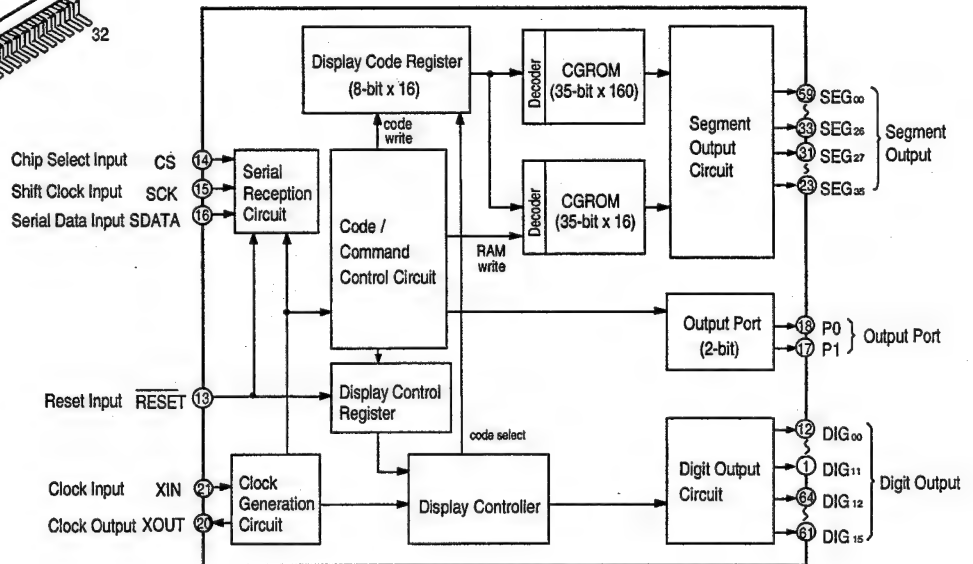 32
Display Code Register
(8-bit x 16)
Decoder
CGROM
(35-bit x 160)
Segment
Output
Circuit
59 SEG00
33 SEG26
31 SEG27
23 SEG35
Segment
Output
code
write
Chip Select Input CS 14
Shift Clock Input SCK 15
Serial Data Input SDATA 16
Serial
Reception
Circuit
Code /
Command
Control Circuit
Decoder
CGROM
(35-bit x 16)
RAM
write
Output Port
(2-bit)
18 P0
17 P1
Output Port
Reset Input RESET 13
Display Control
Register
code select
Clock Input XIN 21
Clock Output XOUT 20
Clock
Generation
Circuit
Display Controller
Digit Output
Circuit
12 DIG00
1 DIG11
64 DIG12
61 DIG15
Digit Output